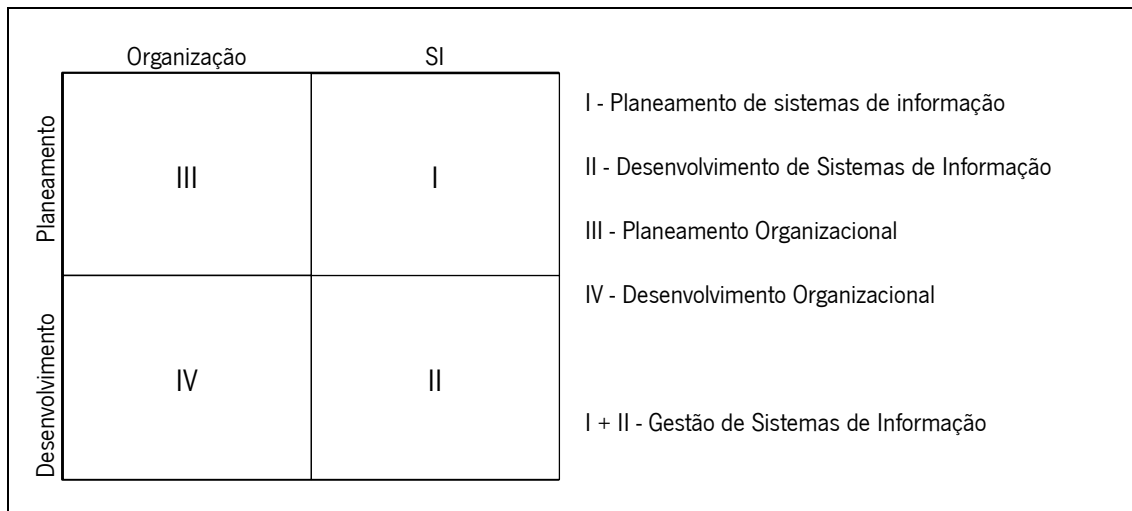 Organização SI
Planeamento
III I
Desenvolvimento
IV II
I - Planeamento de sistemas de informação
II - Desenvolvimento de Sistemas de Informação
III - Planeamento Organizacional
IV - Desenvolvimento Organizacional
I + II - Gestão de Sistemas de Informação